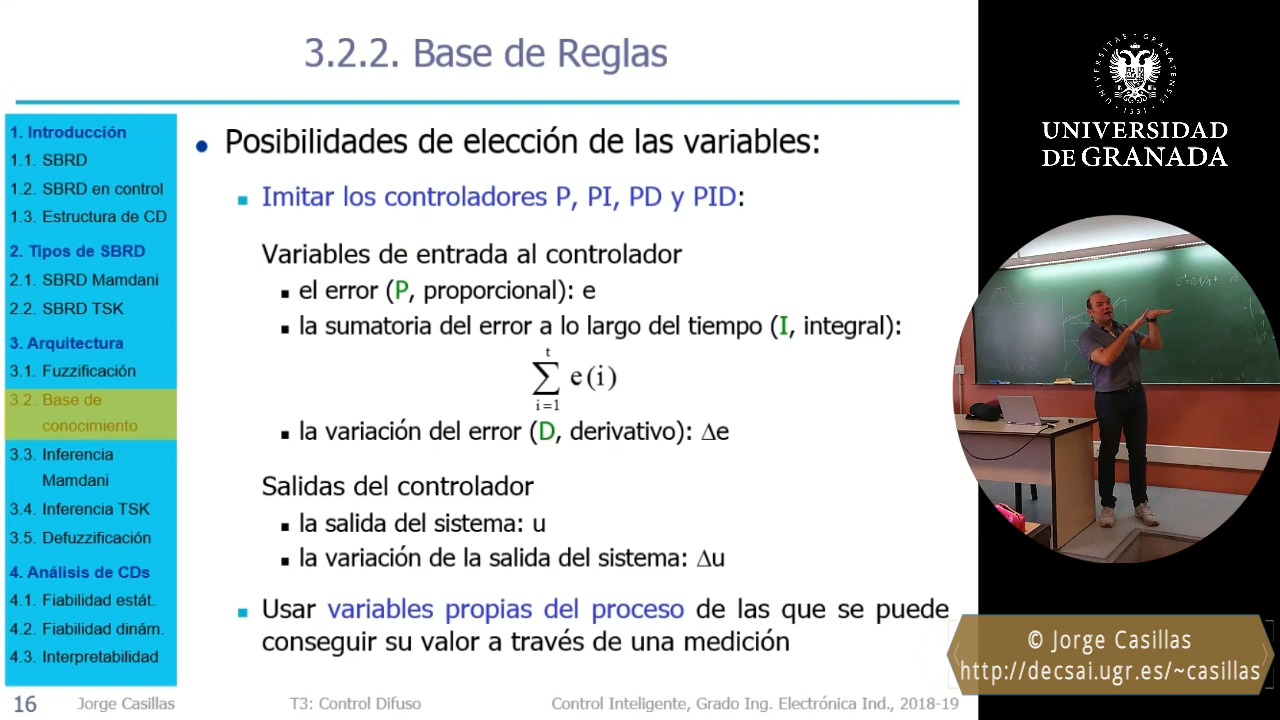 3.2.2. Base de Reglas
1. Introducción
1.1. SBRD
1.2. SBRD en control
1.3. Estructura de CD
2. Tipos de SBRD
2.1. SBRD Mamdani
2.2. SBRD TSK
3. Arquitectura
3.1. Fuzzificación
3.2. Base de
conocimiento
3.3. Inferencia
Mamdani
3.4. Inferencia TSK
3.5. Defuzzificación
4. Análisis de CDs
4.1. Fiabilidad estát.
4.2. Fiabilidad dinám.
4.3. Interpretabilidad
• Posibilidades de elección de las variables:
▪ Imitar los controladores P, PI, PD y PID:
Variables de entrada al controlador
▪ el error (P, proporcional): e
▪ la sumatoria del error a lo largo del tiempo (I, integral):
t
∑ e(i)
i=1
▪ la variación del error (D, derivativo): Δe
Salidas del controlador
▪ la salida del sistema: u
▪ la variación de la salida del sistema: Δu
▪ Usar variables propias del proceso de las que se puede
conseguir su valor a través de una medición
16 Jorge Casillas T3: Control Difuso Control Inteligente, Grado Ing. Electrónica Ind., 2018-19
UNIVERSITAS · GRANATENSIS · 1531 ·
UNIVERSIDAD
DE GRANADA
© Jorge Casillas
http://decsai.ugr.es/~casillas